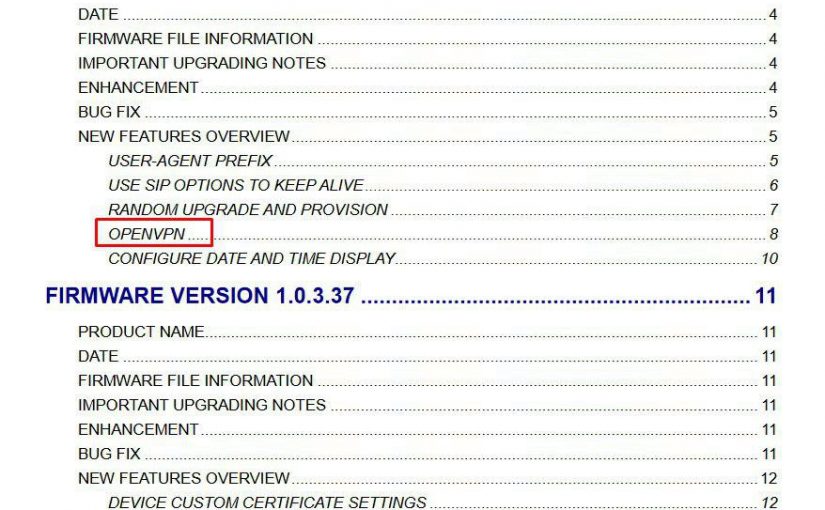 DATE ........ 4
FIRMWARE FILE INFORMATION ........ 4
IMPORTANT UPGRADING NOTES ........ 4
ENHANCEMENT ........ 4
BUG FIX ........ 5
NEW FEATURES OVERVIEW ........ 5
USER-AGENT PREFIX ........ 5
USE SIP OPTIONS TO KEEP ALIVE ........ 6
RANDOM UPGRADE AND PROVISION ........ 7
OPENVPN ........ 8
CONFIGURE DATE AND TIME DISPLAY ........ 10
FIRMWARE VERSION 1.0.3.37 ........ 11
PRODUCT NAME ........ 11
DATE ........ 11
FIRMWARE FILE INFORMATION ........ 11
IMPORTANT UPGRADING NOTES ........ 11
ENHANCEMENT ........ 11
BUG FIX ........ 11
NEW FEATURES OVERVIEW ........ 12
DEVICE CUSTOM CERTIFICATE SETTINGS ........ 12